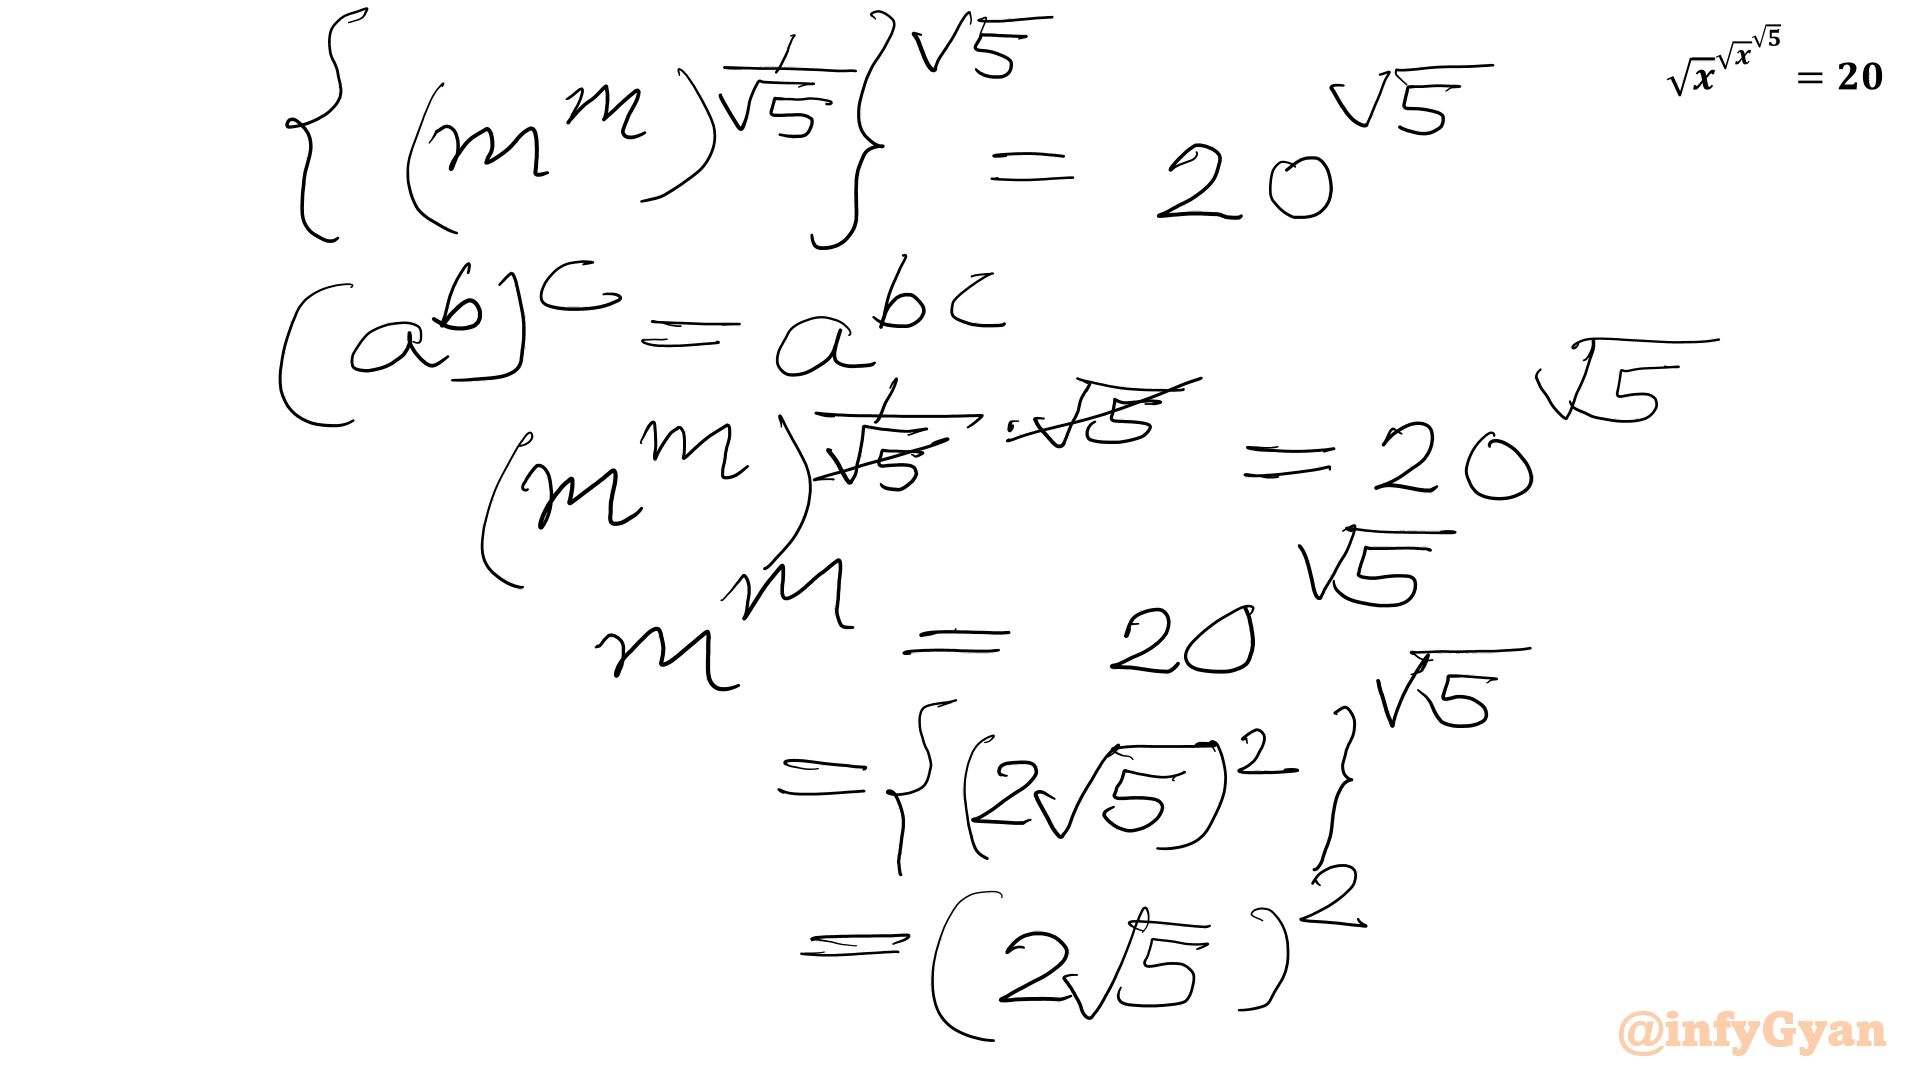 {(m^m)^(1/√5)}^√5 = 20^√5
√x^(√x^√5) = 20
(a^b)^c = a^bc
(m^m)^(1/√5 · √5) = 20^√5
m^m = 20^√5
= {(2√5)^2}^√5
= (2√5)^2
@infyGyan